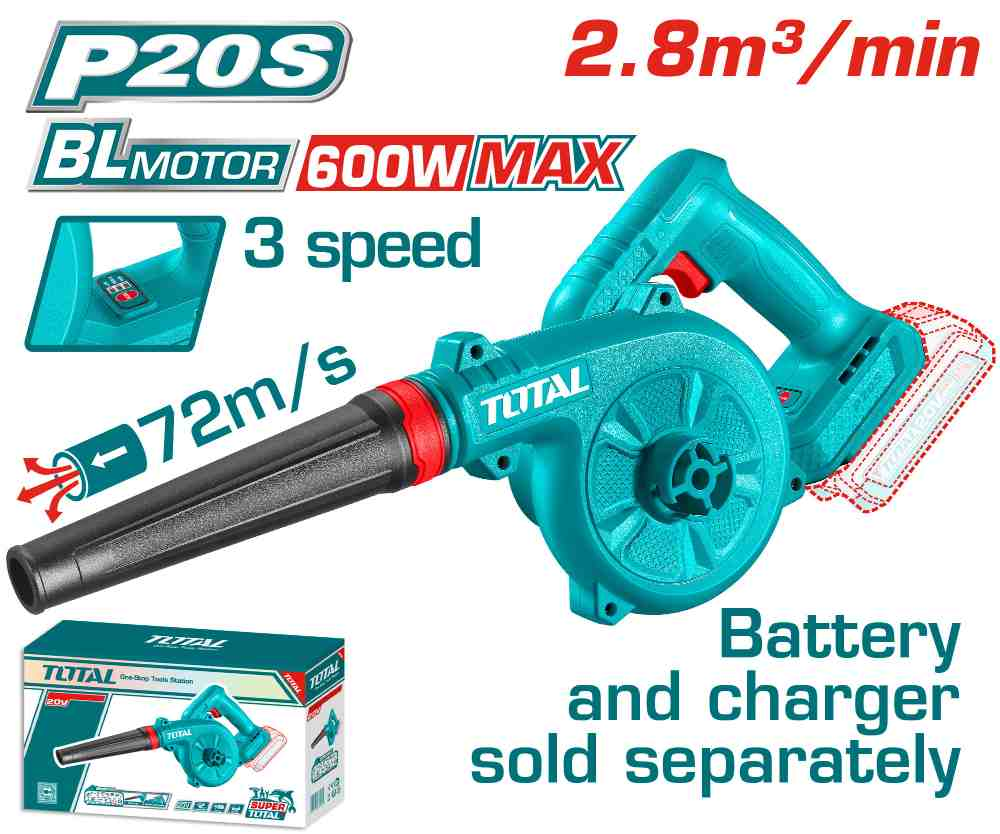 P20S
2.8m³/min
BL MOTOR 600W MAX
3 speed
72m/s
TOTAL
Battery
and charger
sold separately
TOTAL
TOTAL One-Stop Tools Station
TOTAL
20V
SUPER
TOTAL